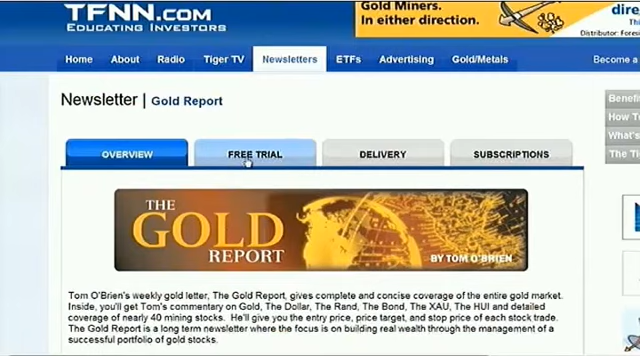 TFNN.COM
EDUCATING INVESTORS
Gold Miners.
In either direction.
dire
Thi
Distributor: Fores
Home About Radio Tiger TV Newsletters ETFs Advertising Gold/Metals Become a
Newsletter | Gold Report
Benefi
How T
What's
The Ti
OVERVIEW FREE TRIAL DELIVERY SUBSCRIPTIONS
THE
GOLD
REPORT
BY TOM O'BRIEN
Tom O'Brien's weekly gold letter, The Gold Report, gives complete and concise coverage of the entire gold market.
Inside, you'll get Tom's commentary on Gold, The Dollar, The Rand, The Bond, The XAU, The HUI and detailed
coverage of nearly 40 mining stocks. He'll give you the entry price, price target, and stop price of each stock trade.
The Gold Report is a long term newsletter where the focus is on building real wealth through the management of a
successful portfolio of gold stocks.